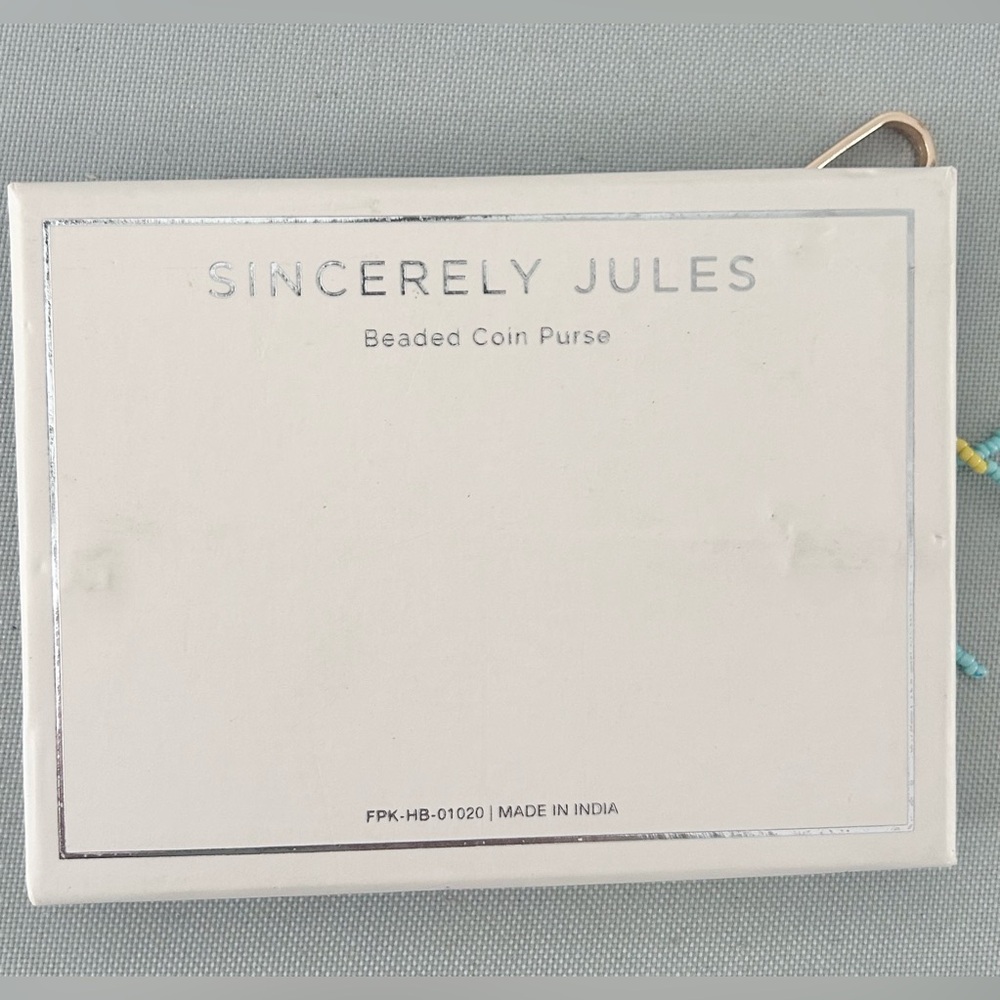 SINCERELY JULES
Beaded Coin Purse
FPK-HB-01020 | MADE IN INDIA